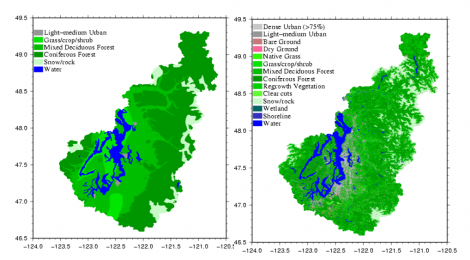 49.5
49.0
48.5
48.0
47.5
47.0
46.5
-124.0 -123.5 -123.0 -122.5 -122.0 -121.5 -121.0 -120.5
Light-medium Urban
Grass/crop/shrub
Mixed Deciduous Forest
Coniferous Forest
Snow/rock
Water
49.5
49.0
48.5
48.0
47.5
47.0
46.5
-124.0 -123.5 -123.0 -122.5 -122.0 -121.5 -121.0 -120.5
Dense Urban (>75%)
Light-medium Urban
Bare Ground
Dry Ground
Native Grass
Grass/crop/shrub
Mixed Deciduous Forest
Coniferous Forest
Regrowth Vegetation
Clear cuts
Snow/rock
Wetland
Shoreline
Water